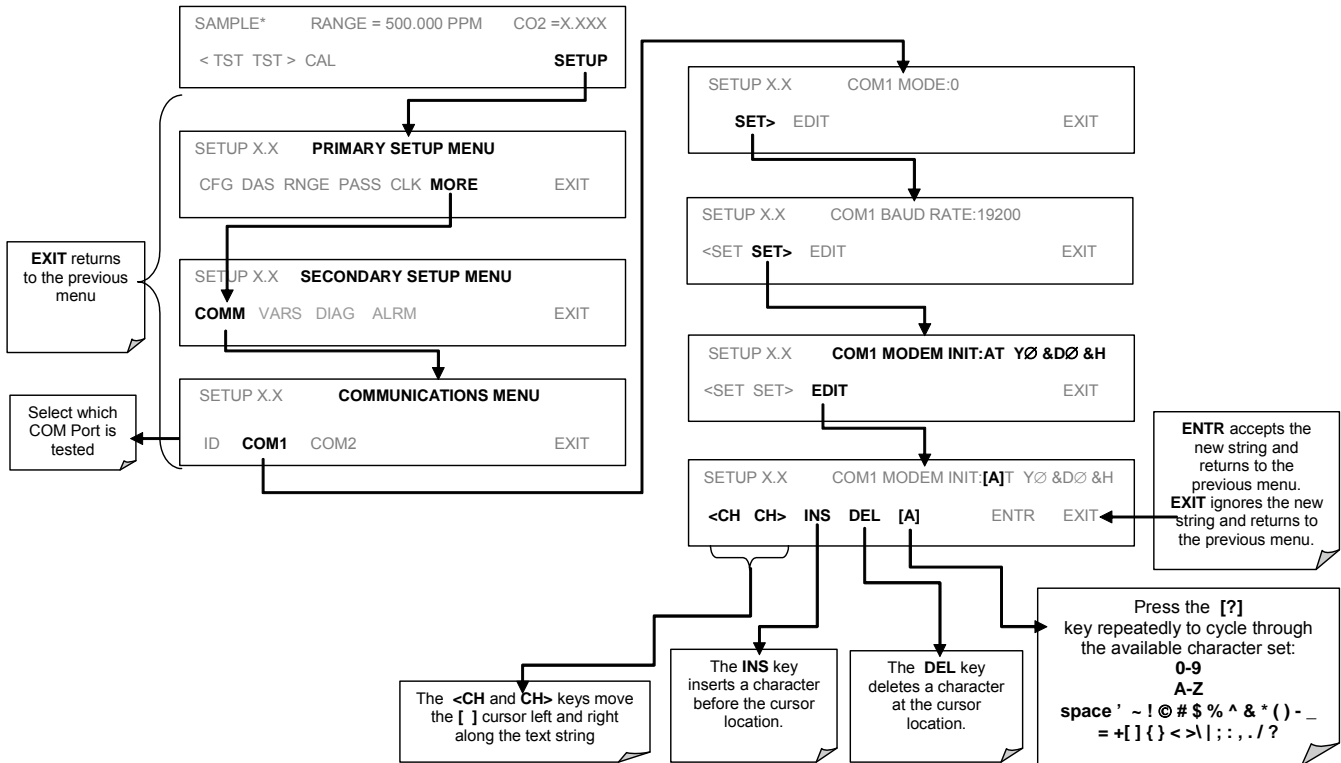 SAMPLE* RANGE = 500.000 PPM CO2 =X.XXX
< TST TST > CAL SETUP
SETUP X.X PRIMARY SETUP MENU
CFG DAS RNGE PASS CLK MORE EXIT
EXIT returns
to the previous
menu
SETUP X.X SECONDARY SETUP MENU
COMM VARS DIAG ALRM EXIT
Select which
COM Port is
tested
SETUP X.X COMMUNICATIONS MENU
ID COM1 COM2 EXIT
SETUP X.X COM1 MODE:0
SET> EDIT EXIT
SETUP X.X COM1 BAUD RATE:19200
<SET SET> EDIT EXIT
SETUP X.X COM1 MODEM INIT:AT YØ &DØ &H
<SET SET> EDIT EXIT
SETUP X.X COM1 MODEM INIT:[A]T YØ &DØ &H
<CH CH> INS DEL [A] ENTR EXIT
ENTR accepts the
new string and
returns to the
previous menu.
EXIT ignores the new
string and returns to
the previous menu.
The <CH and CH> keys move
the [ ] cursor left and right
along the text string
The INS key
inserts a character
before the cursor
location.
The DEL key
deletes a character
at the cursor
location.
Press the [?]
key repeatedly to cycle through
the available character set:
0-9
A-Z
space ’ ~ ! © # $ % ^ & * ( ) - _
= +[ ] { } < >\ | ; : , . / ?